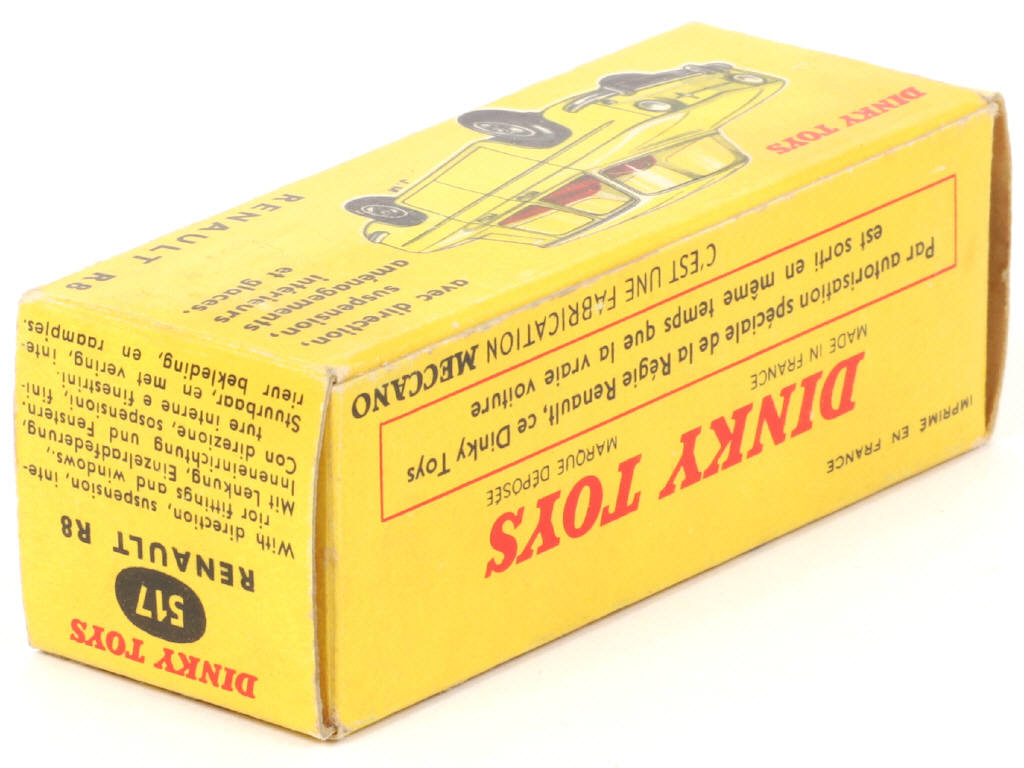 DINKY TOYS
RENAULT R8
avec direction,
suspension,
aménagements
intérieurs
et glaces.
J.M
IMPRIMÉ EN FRANCE
DINKY TOYS
MADE IN FRANCE
MARQUE DÉPOSÉE
Par autorisation spéciale de la Régie Renault, ce Dinky Toys
est sorti en même temps que la vraie voiture
C'EST UNE FABRICATION MECCANO
DINKY TOYS
517
RENAULT R8
With direction, suspension, inte-
rior fittings and windows.
Mit Lenkung, Einzelradfederung,
Inneneinrichtung und Fenstern.
Con direzione, sospensioni, fini-
ture interne e finestrini.
Stuurbaar, en met vering, inte-
rieur bekleding, en raampjes.